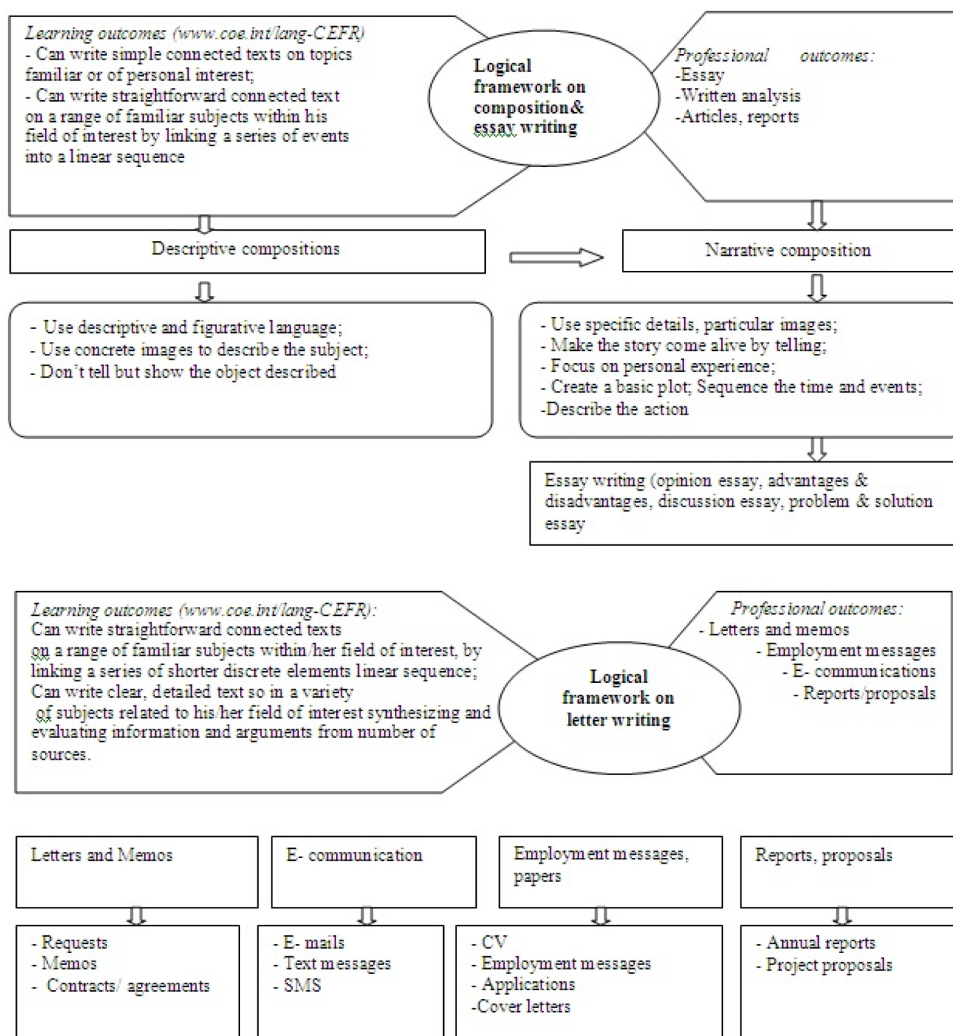 Learning outcomes (www.coe.int/lang-CEFR)
- Can write simple connected texts on topics
familiar or of personal interest;
- Can write straightforward connected text
on a range of familiar subjects within his
field of interest by linking a series of events
into a linear sequence
Logical
framework on
composition&
essay writing
Professional outcomes:
-Essay
-Written analysis
-Articles, reports
Descriptive compositions
Narrative composition
- Use descriptive and figurative language;
- Use concrete images to describe the subject;
- Don't tell but show the object described
- Use specific details, particular images;
- Make the story come alive by telling;
- Focus on personal experience;
- Create a basic plot; Sequence the time and events;
-Describe the action
Essay writing (opinion essay, advantages &
disadvantages, discussion essay, problem & solution
essay
Learning outcomes (www.coe.int/lang-CEFR):
Can write straightforward connected texts
on a range of familiar subjects within/her field of interest, by
linking a series of shorter discrete elements linear sequence;
Can write clear, detailed text so in a variety
of subjects related to his/her field of interest synthesizing and
evaluating information and arguments from number of
sources.
Logical
framework on
letter writing
Professional outcomes:
- Letters and memos
- Employment messages
- E- communications
- Reports/proposals
Letters and Memos
E- communication
Employment messages,
papers
Reports, proposals
- Requests
- Memos
- Contracts/ agreements
- E- mails
- Text messages
- SMS
- CV
- Employment messages
- Applications
-Cover letters
- Annual reports
- Project proposals